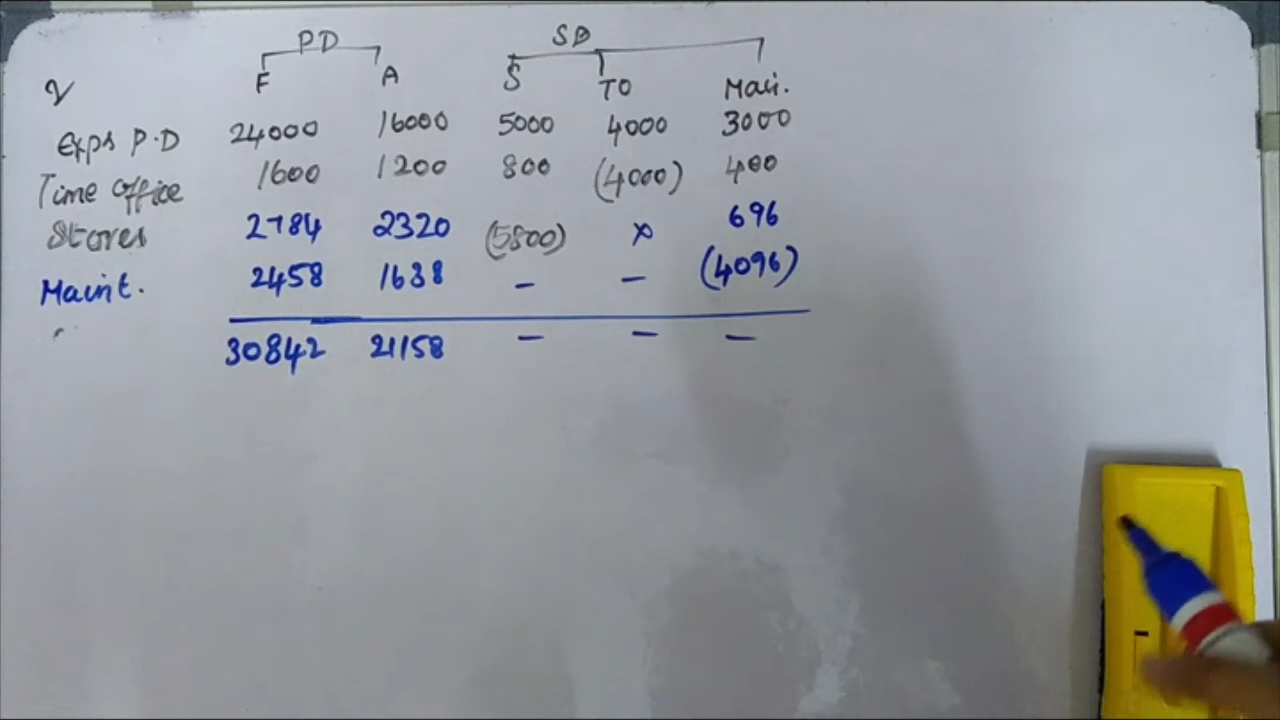 PD SD
F A S TO Mai.
Exps P.D 24000 16000 5000 4000 3000
Time office 1600 1200 800 (4000) 400
Stores 2784 2320 (5800) × 696
Maint. 2458 1638 – – (4096)
30842 21158 – – –